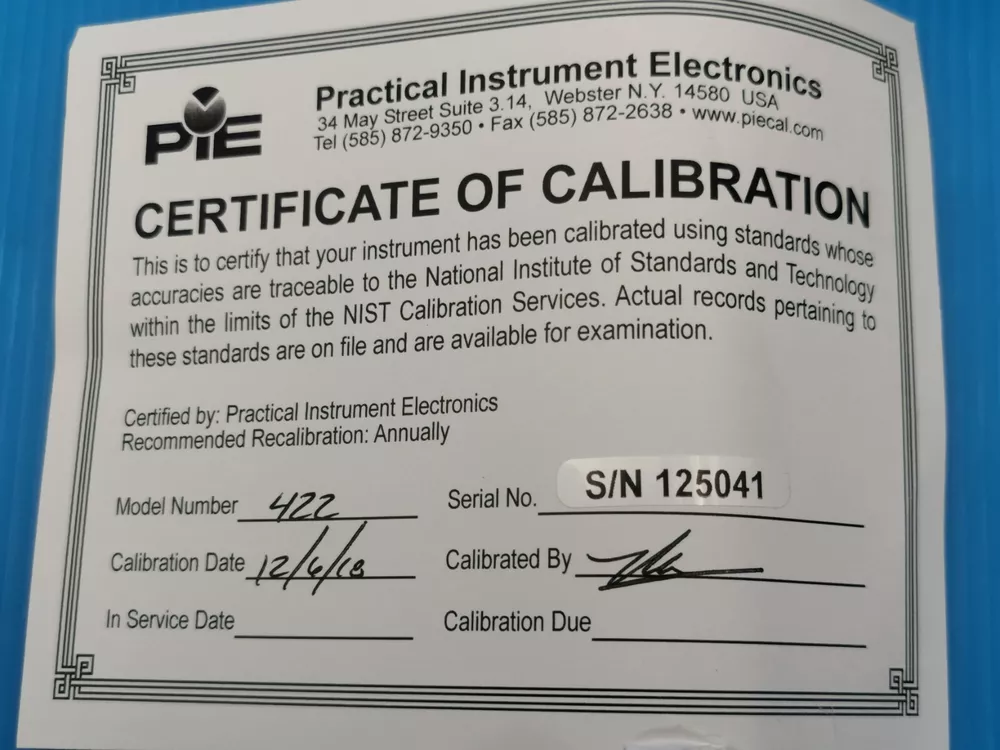 PIE
Practical Instrument Electronics
34 May Street Suite 3.14, Webster N.Y. 14580 USA
Tel (585) 872-9350 • Fax (585) 872-2638 • www.piecal.com
CERTIFICATE OF CALIBRATION
This is to certify that your instrument has been calibrated using standards whose
accuracies are traceable to the National Institute of Standards and Technology
within the limits of the NIST Calibration Services. Actual records pertaining to
these standards are on file and are available for examination.
Certified by: Practical Instrument Electronics
Recommended Recalibration: Annually
Model Number 422 Serial No. S/N 125041
Calibration Date 12/6/18 Calibrated By
In Service Date Calibration Due